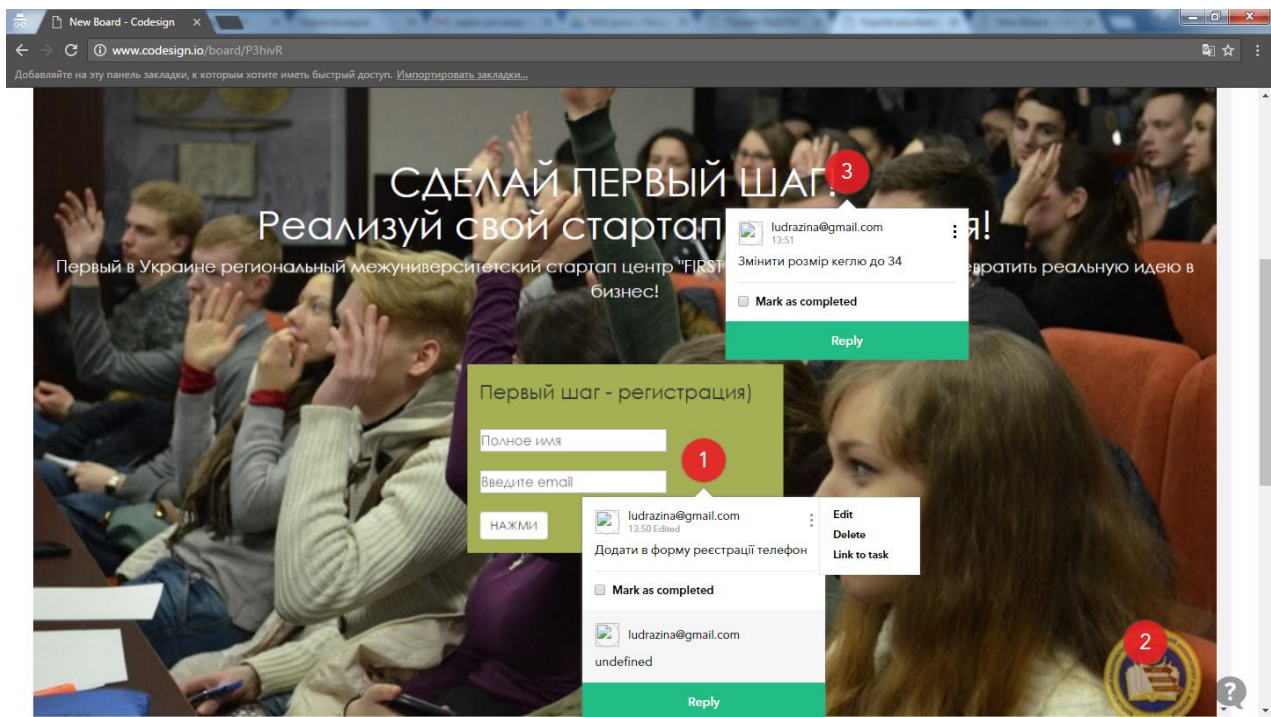 New Board - Codesign
www.codesign.io/board/P3hivR
Добавляйте на эту панель закладки, к которым хотите иметь быстрый доступ. Импортировать закладки...
СДЕЛАЙ ПЕРВЫЙ ШАГ!
3
Реализуй свой стартап я!
ludrazina@gmail.com
13:51
Первый в Украине региональный межуниверситетский стартап центр "FIRST вратить реальную идею в
Змінити розмір кеглю до 34
бизнес!
Mark as completed
Reply
Первый шаг - регистрация)
Полное имя
1
Введите email
НАЖМИ
ludrazina@gmail.com
13:50 Edited
Додати в форму реєстрації телефон
Edit
Delete
Link to task
Mark as completed
ludrazina@gmail.com
undefined
Reply
2
?